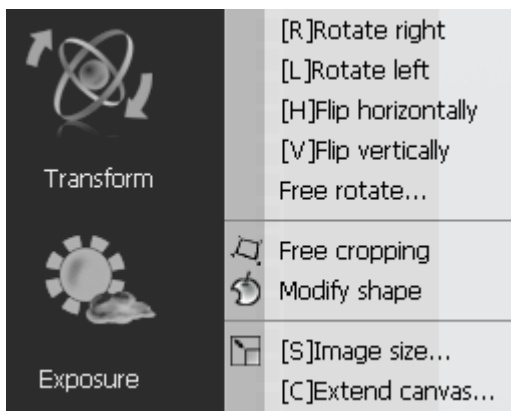 Transform
Exposure
[R]Rotate right
[L]Rotate left
[H]Flip horizontally
[V]Flip vertically
Free rotate...
Free cropping
Modify shape
[S]Image size...
[C]Extend canvas...